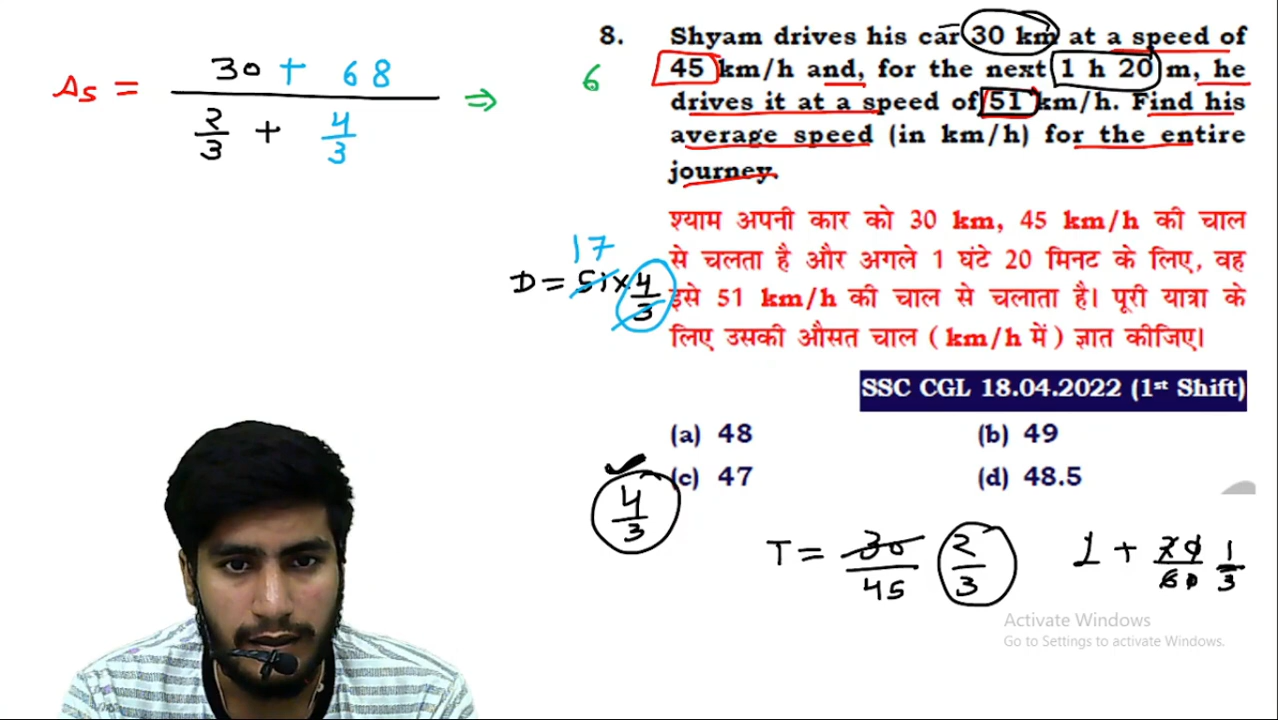 8. Shyam drives his car 30 km at a speed of
45 km/h and, for the next 1 h 20 m, he
drives it at a speed of 51 km/h. Find his
average speed (in km/h) for the entire
journey.
श्याम अपनी कार को 30 km, 45 km/h की चाल
से चलता है और अगले 1 घंटे 20 मिनट के लिए, वह
इसे 51 km/h की चाल से चलाता है। पूरी यात्रा के
लिए उसकी औसत चाल ( km/h में ) ज्ञात कीजिए।
SSC CGL 18.04.2022 (1st Shift)
(a) 48 (b) 49
(c) 47 (d) 48.5
As = 30 + 68 ⇒ 6
2/3 + 4/3
17
D = 51 × 4/3
4/3
T = 30/45 2/3 1 + 20/60 1/3
Activate Windows
Go to Settings to activate Windows.